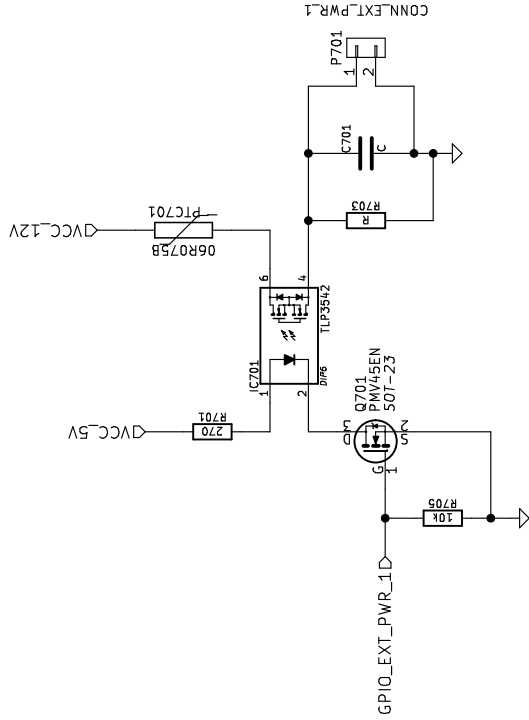 CONN_EXT_PWR_1
P701
1
2
C701
C
R703
R
VCC_12V
PTC701
06R075B
6
4
TLP3542
IC701
DIP6
1
2
VCC_5V
R701
270
Q701
PMV45EN
SOT-23
D
3
S
2
G
1
R705
10k
GPIO_EXT_PWR_1